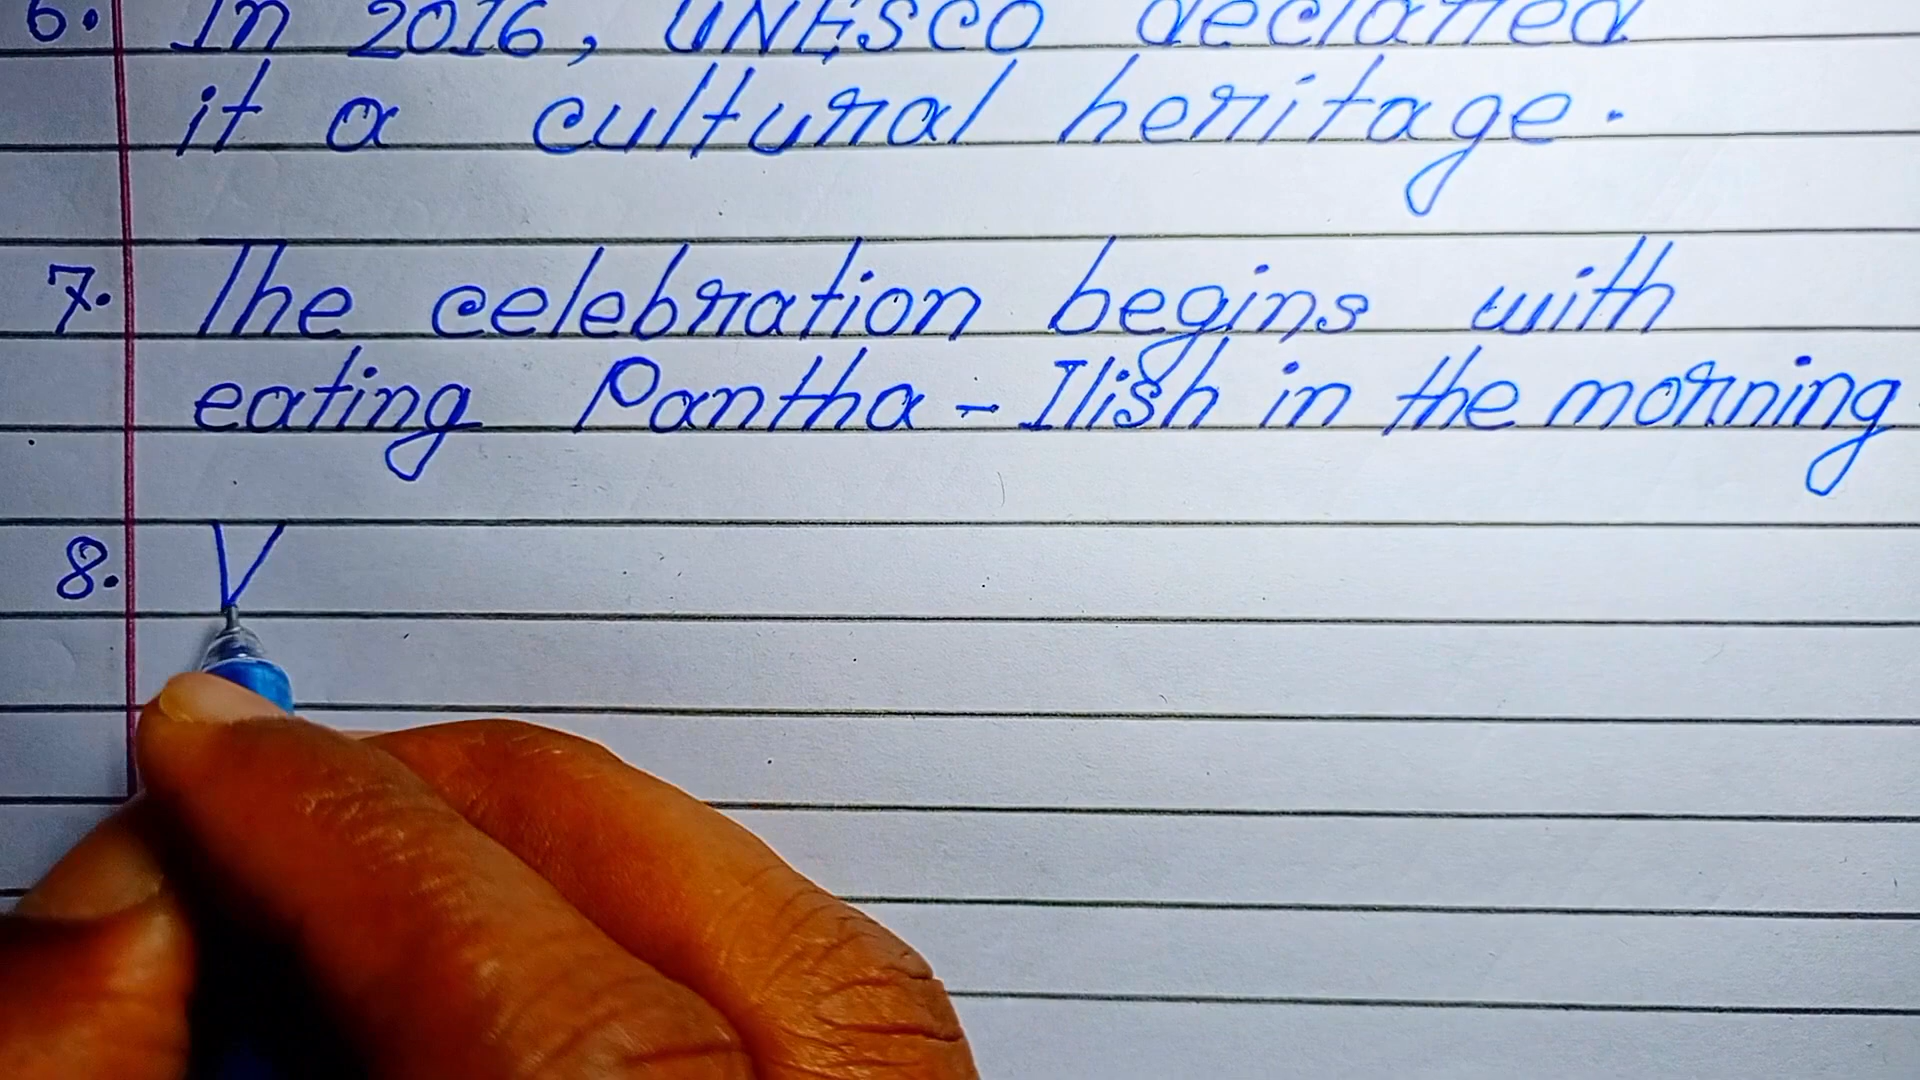 6. In 2016, UNESCO declared
it a cultural heritage.
7. The celebration begins with
eating Pantha - Ilish in the morning
8. V